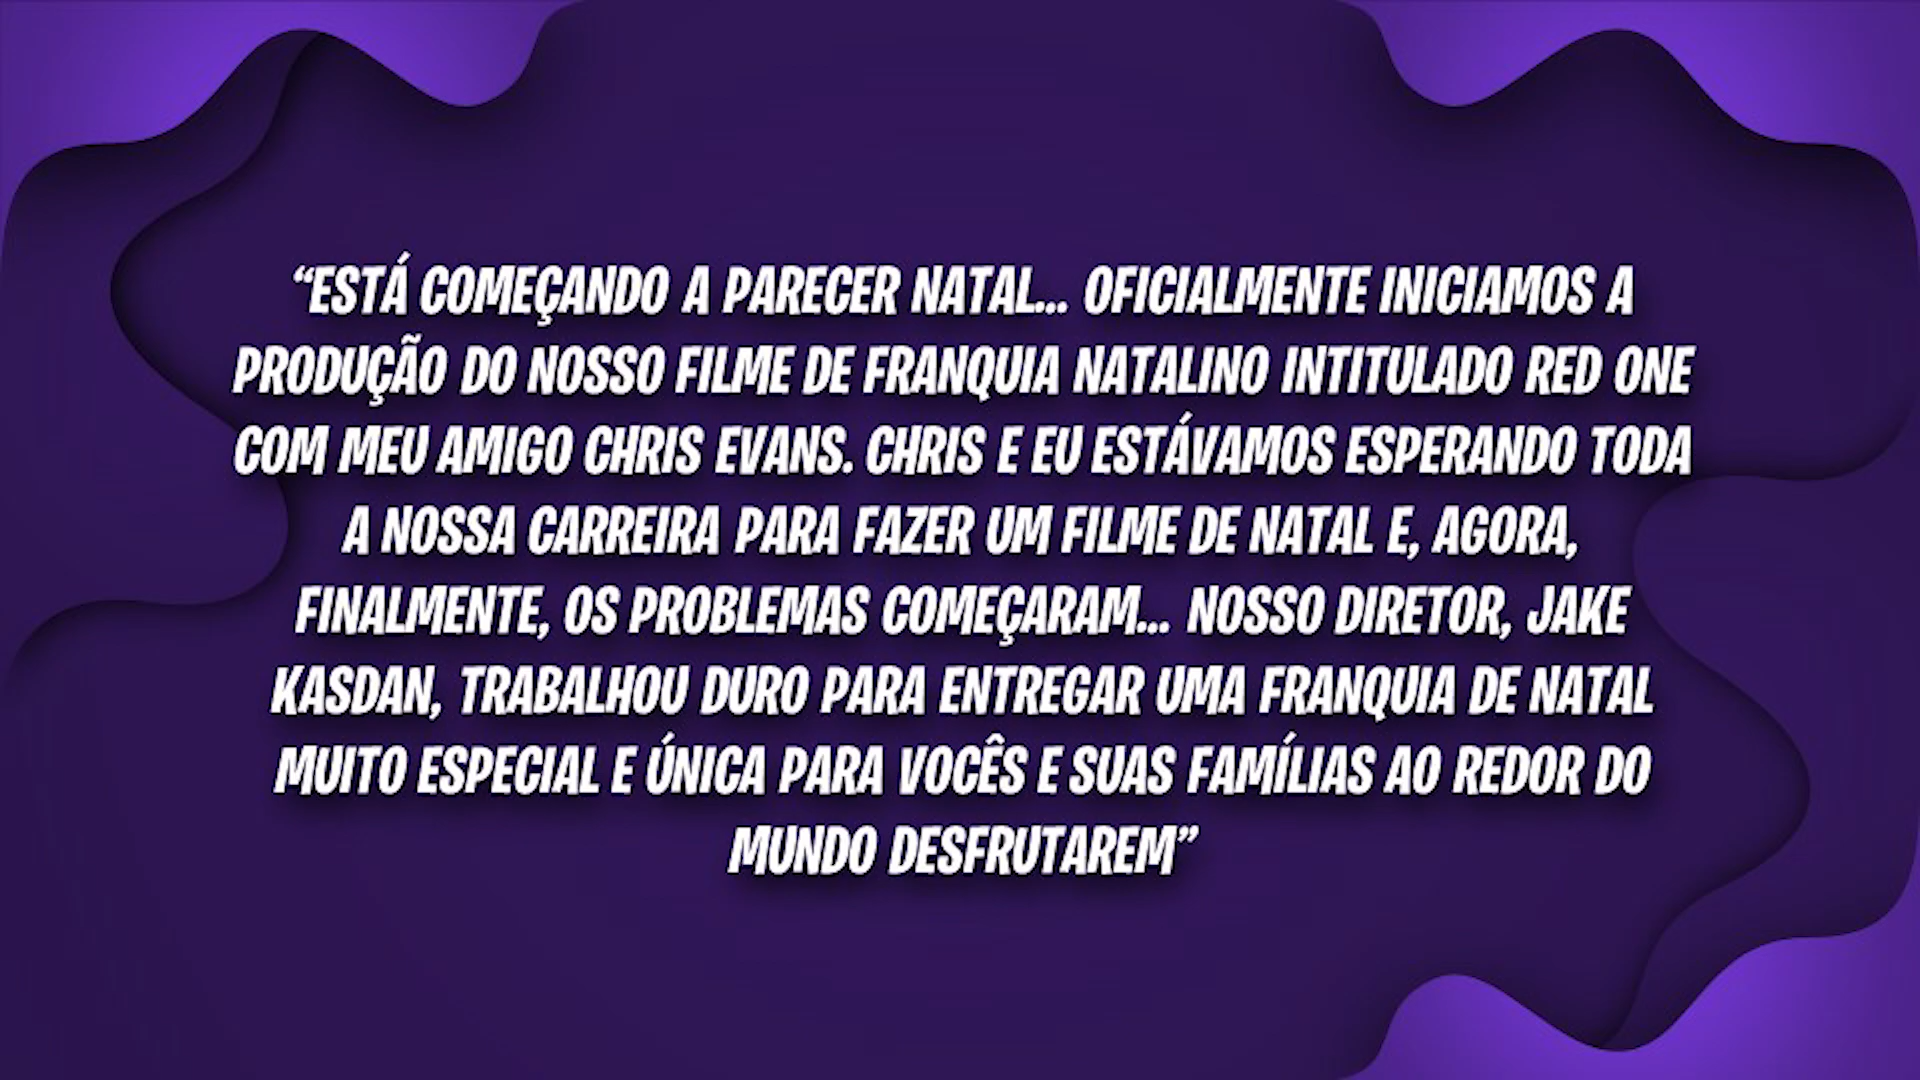 “ESTÁ COMEÇANDO A PARECER NATAL... OFICIALMENTE INICIAMOS A
PRODUÇÃO DO NOSSO FILME DE FRANQUIA NATALINO INTITULADO RED ONE
COM MEU AMIGO CHRIS EVANS. CHRIS E EU ESTÁVAMOS ESPERANDO TODA
A NOSSA CARREIRA PARA FAZER UM FILME DE NATAL E, AGORA,
FINALMENTE, OS PROBLEMAS COMEÇARAM... NOSSO DIRETOR, JAKE
KASDAN, TRABALHOU DURO PARA ENTREGAR UMA FRANQUIA DE NATAL
MUITO ESPECIAL E ÚNICA PARA VOCÊS E SUAS FAMÍLIAS AO REDOR DO
MUNDO DESFRUTAREM”